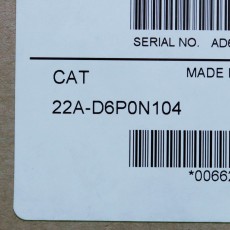 SERIAL NO. AD6
CAT MADE
22A-D6P0N104
*0066